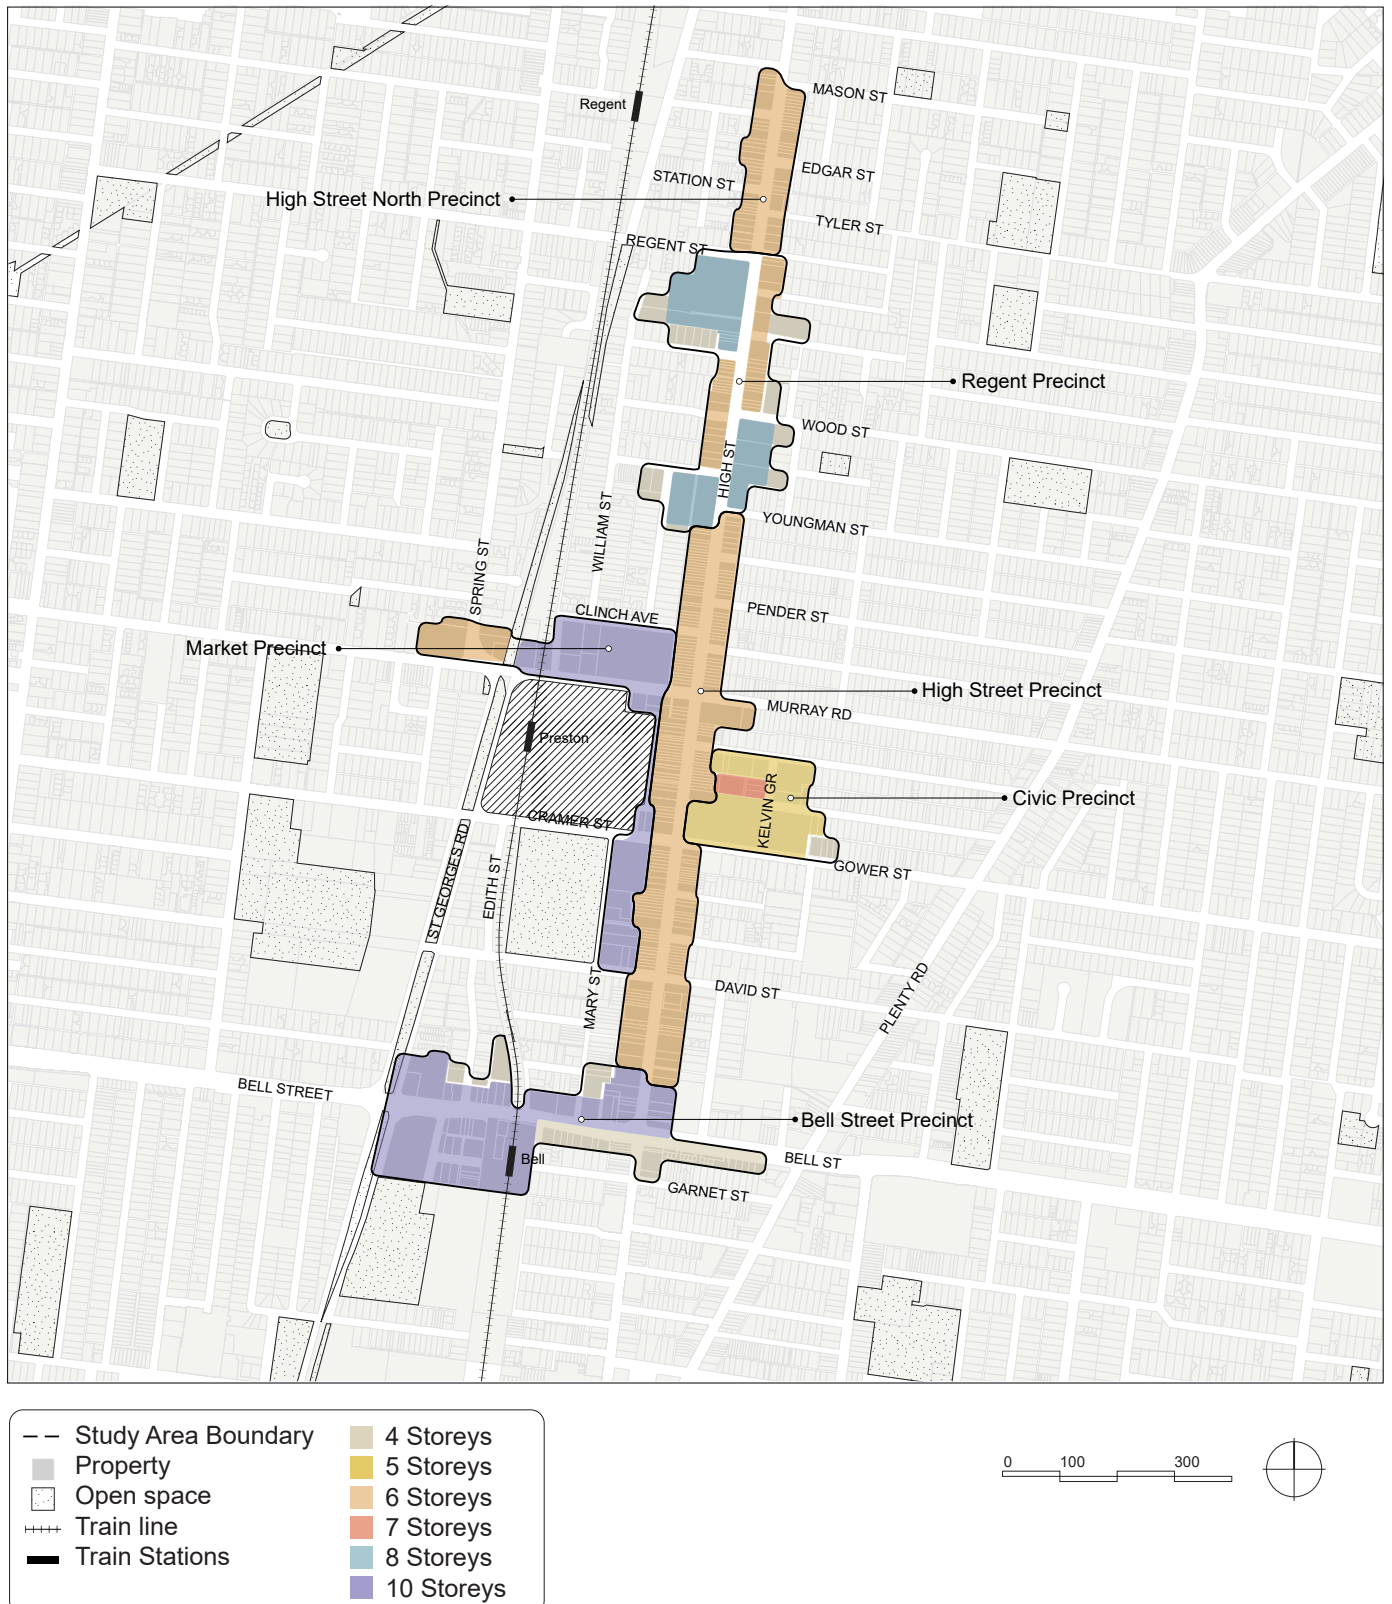 MASON ST
Regent
EDGAR ST
STATION ST
High Street North Precinct
TYLER ST
REGENT ST
Regent Precinct
WOOD ST
HIGH ST
YOUNGMAN ST
WILLIAM ST
SPRING ST
CLINCH AVE
PENDER ST
Market Precinct
High Street Precinct
MURRAY RD
Preston
KELVIN GR
Civic Precinct
CRAMER ST
GOWER ST
ST GEORGES RD
EDITH ST
MARY ST
DAVID ST
PLENTY RD
BELL STREET
Bell Street Precinct
Bell
BELL ST
GARNET ST
Study Area Boundary
Property
Open space
Train line
Train Stations
4 Storeys
5 Storeys
6 Storeys
7 Storeys
8 Storeys
10 Storeys
0 100 300